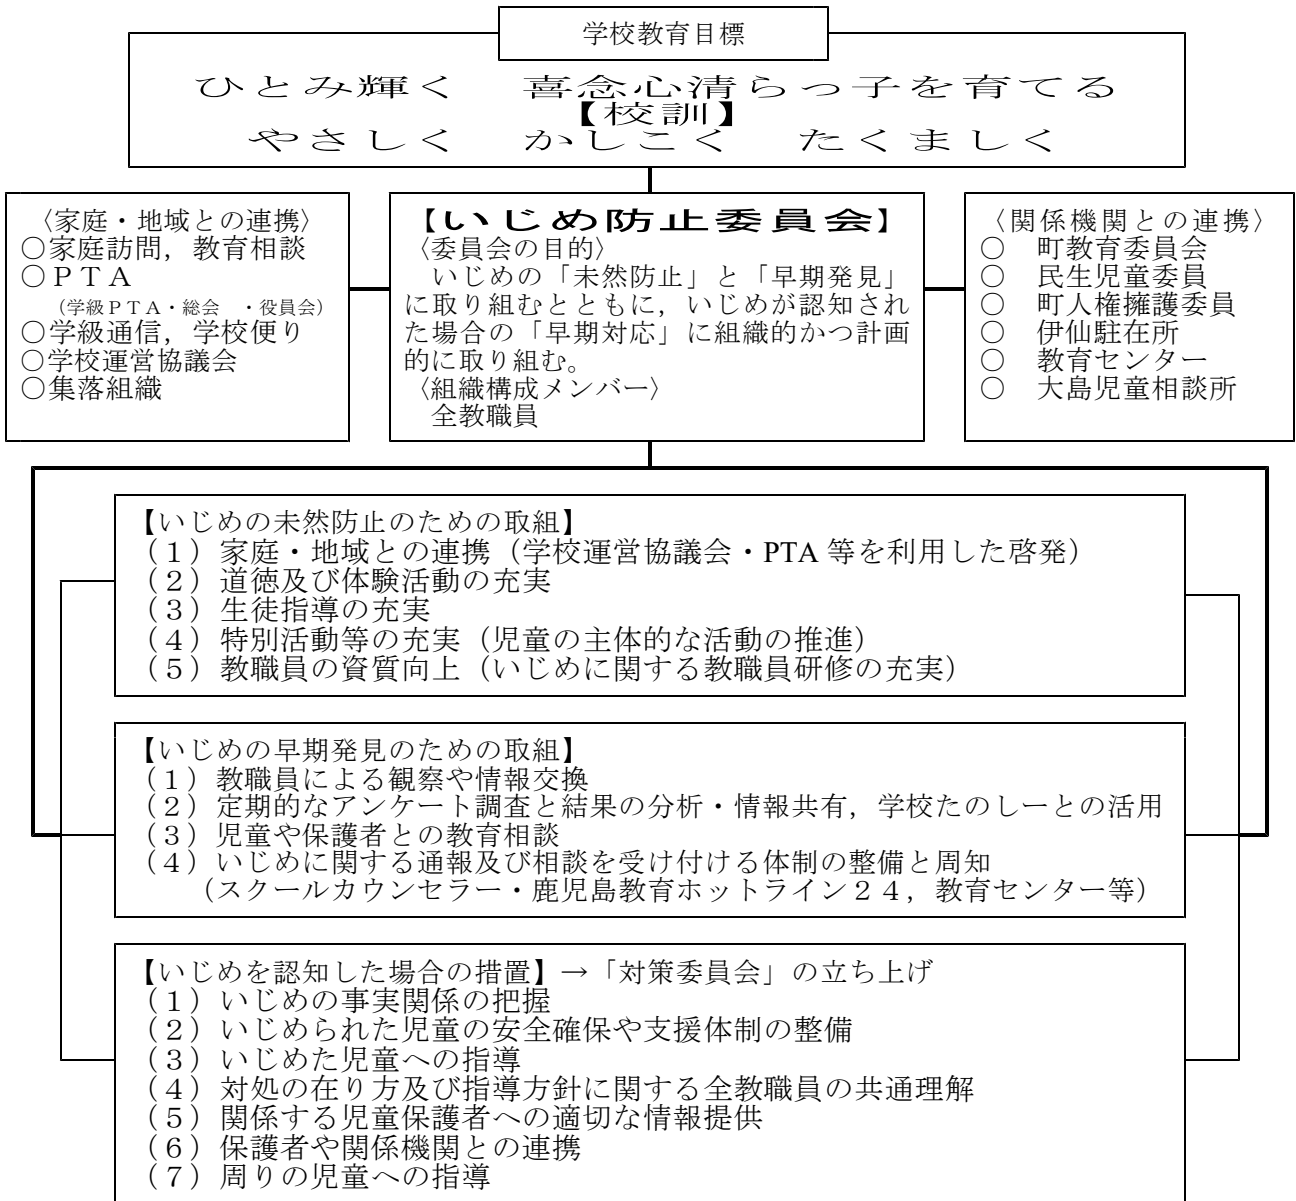 学校教育目標
ひとみ輝く　喜念心清らっ子を育てる
【校訓】
やさしく　かしこく　たくましく
〈家庭・地域との連携〉
○家庭訪問，教育相談
○ＰＴＡ
（学級ＰＴＡ・総会　・役員会）
○学級通信，学校便り
○学校運営協議会
○集落組織
【いじめ防止委員会】
〈委員会の目的〉
いじめの「未然防止」と「早期発見」
に取り組むとともに，いじめが認知され
た場合の「早期対応」に組織的かつ計画
的に取り組む。
〈組織構成メンバー〉
全教職員
〈関係機関との連携〉
○　町教育委員会
○　民生児童委員
○　町人権擁護委員
○　伊仙駐在所
○　教育センター
○　大島児童相談所
【いじめの未然防止のための取組】
（１）家庭・地域との連携（学校運営協議会・PTA 等を利用した啓発）
（２）道徳及び体験活動の充実
（３）生徒指導の充実
（４）特別活動等の充実（児童の主体的な活動の推進）
（５）教職員の資質向上（いじめに関する教職員研修の充実）
【いじめの早期発見のための取組】
（１）教職員による観察や情報交換
（２）定期的なアンケート調査と結果の分析・情報共有，学校たのしーとの活用
（３）児童や保護者との教育相談
（４）いじめに関する通報及び相談を受け付ける体制の整備と周知
（スクールカウンセラー・鹿児島教育ホットライン２４，教育センター等）
【いじめを認知した場合の措置】→「対策委員会」の立ち上げ
（１）いじめの事実関係の把握
（２）いじめられた児童の安全確保や支援体制の整備
（３）いじめた児童への指導
（４）対処の在り方及び指導方針に関する全教職員の共通理解
（５）関係する児童保護者への適切な情報提供
（６）保護者や関係機関との連携
（７）周りの児童への指導